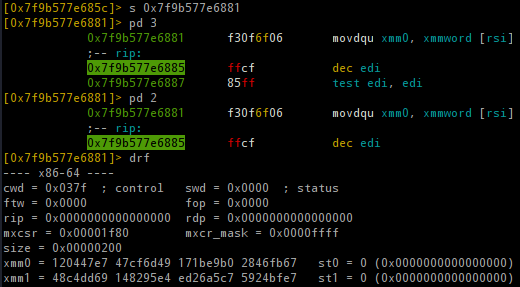 [0x7f9b577e685c]> s 0x7f9b577e6881
[0x7f9b577e6881]> pd 3
0x7f9b577e6881 f30f6f06 movdqu xmm0, xmmword [rsi]
;-- rip:
0x7f9b577e6885 ffcf dec edi
0x7f9b577e6887 85ff test edi, edi
[0x7f9b577e6881]> pd 2
0x7f9b577e6881 f30f6f06 movdqu xmm0, xmmword [rsi]
;-- rip:
0x7f9b577e6885 ffcf dec edi
[0x7f9b577e6881]> drf
---- x86-64 ----
cwd = 0x037f ; control swd = 0x0000 ; status
ftw = 0x0000 fop = 0x0000
rip = 0x0000000000000000 rdp = 0x0000000000000000
mxcsr = 0x00001f80 mxcr_mask = 0x0000ffff
size = 0x00000200
xmm0 = 120447e7 47cf6d49 171be9b0 2846fb67 st0 = 0 (0x0000000000000000)
xmm1 = 48c4dd69 148295e4 ed26a5c7 5924bfe7 st1 = 0 (0x0000000000000000)